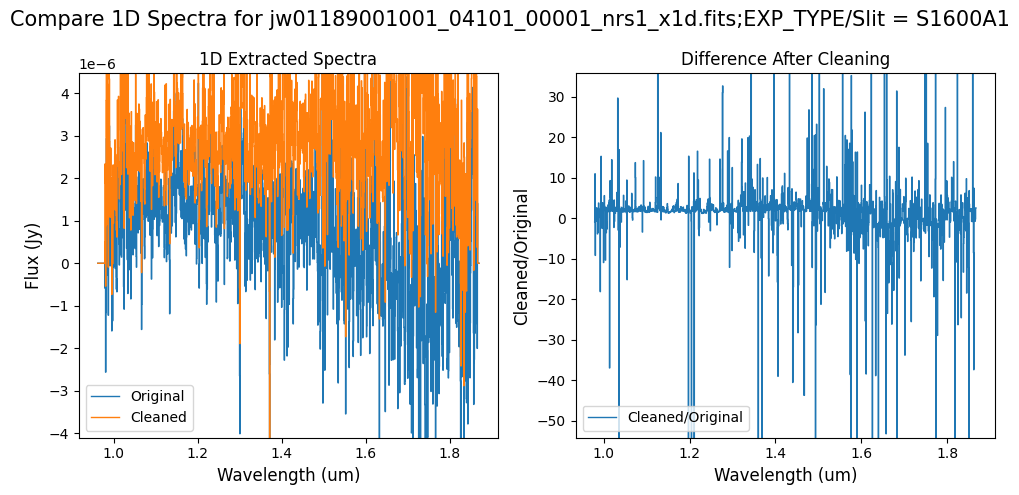 Compare 1D Spectra for jw01189001001_04101_00001_nrs1_x1d.fits;EXP_TYPE/Slit = S1600A1
1D Extracted Spectra
1e−6
4
3
2
1
0
−1
−2
−3
−4
Flux (Jy)
Original
Cleaned
1.0
1.2
1.4
1.6
1.8
Wavelength (um)
Difference After Cleaning
30
20
10
0
−10
−20
−30
−40
−50
Cleaned/Original
Cleaned/Original
1.0
1.2
1.4
1.6
1.8
Wavelength (um)